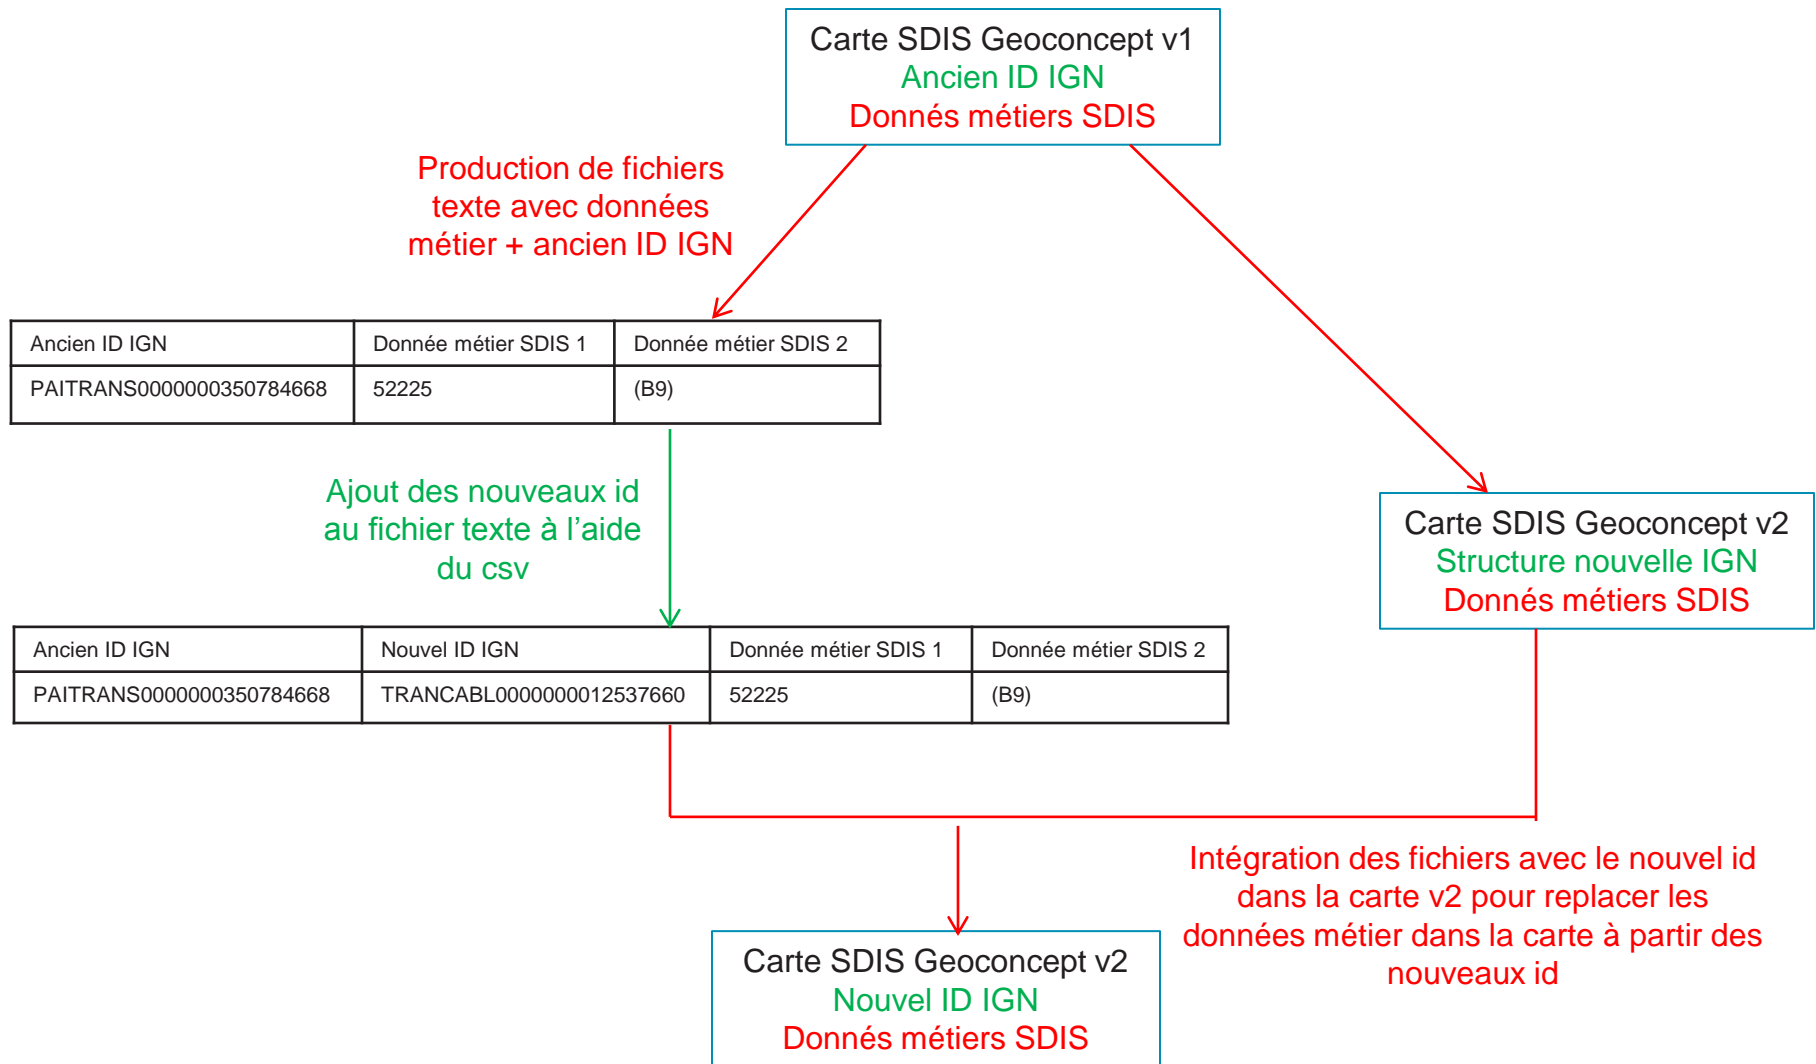 Carte SDIS Geoconcept v1
Ancien ID IGN
Donnés métiers SDIS
Production de fichiers
texte avec données
métier + ancien ID IGN
Ancien ID IGN
Donnée métier SDIS 1
Donnée métier SDIS 2
PAITRANS0000000350784668
52225
(B9)
Ajout des nouveaux id
au fichier texte à l’aide
du csv
Carte SDIS Geoconcept v2
Structure nouvelle IGN
Donnés métiers SDIS
Ancien ID IGN
Nouvel ID IGN
Donnée métier SDIS 1
Donnée métier SDIS 2
PAITRANS0000000350784668
TRANCABL0000000012537660
52225
(B9)
Intégration des fichiers avec le nouvel id
dans la carte v2 pour replacer les
données métier dans la carte à partir des
nouveaux id
Carte SDIS Geoconcept v2
Nouvel ID IGN
Donnés métiers SDIS